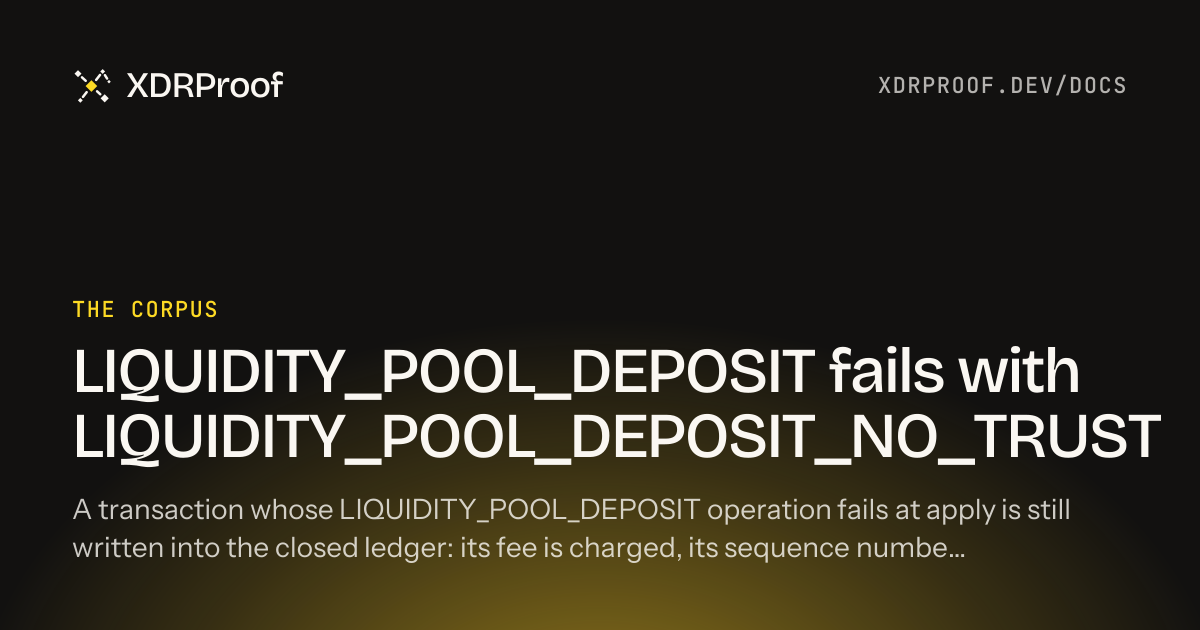 XDRProof
XDRPROOF.DEV/DOCS
THE CORPUS
LIQUIDITY_POOL_DEPOSIT fails with
LIQUIDITY_POOL_DEPOSIT_NO_TRUST
A transaction whose LIQUIDITY_POOL_DEPOSIT operation fails at apply is still
written into the closed ledger: its fee is charged, its sequence numbe...